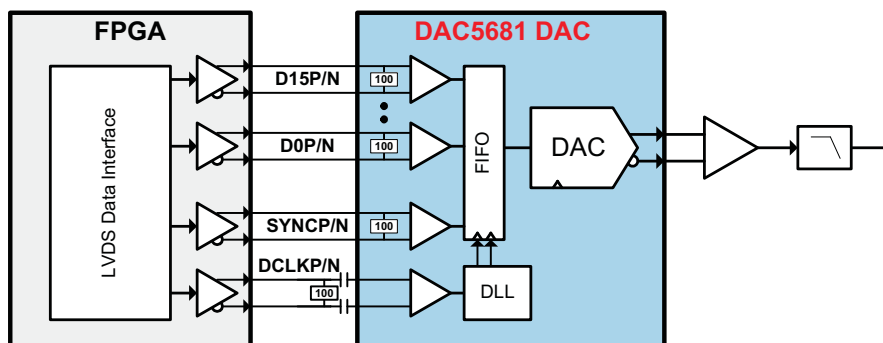 FPGA
DAC5681 DAC
LVDS Data Interface
D15P/N
100
D0P/N
100
SYNCP/N
100
DCLKP/N
100
FIFO
DLL
DAC